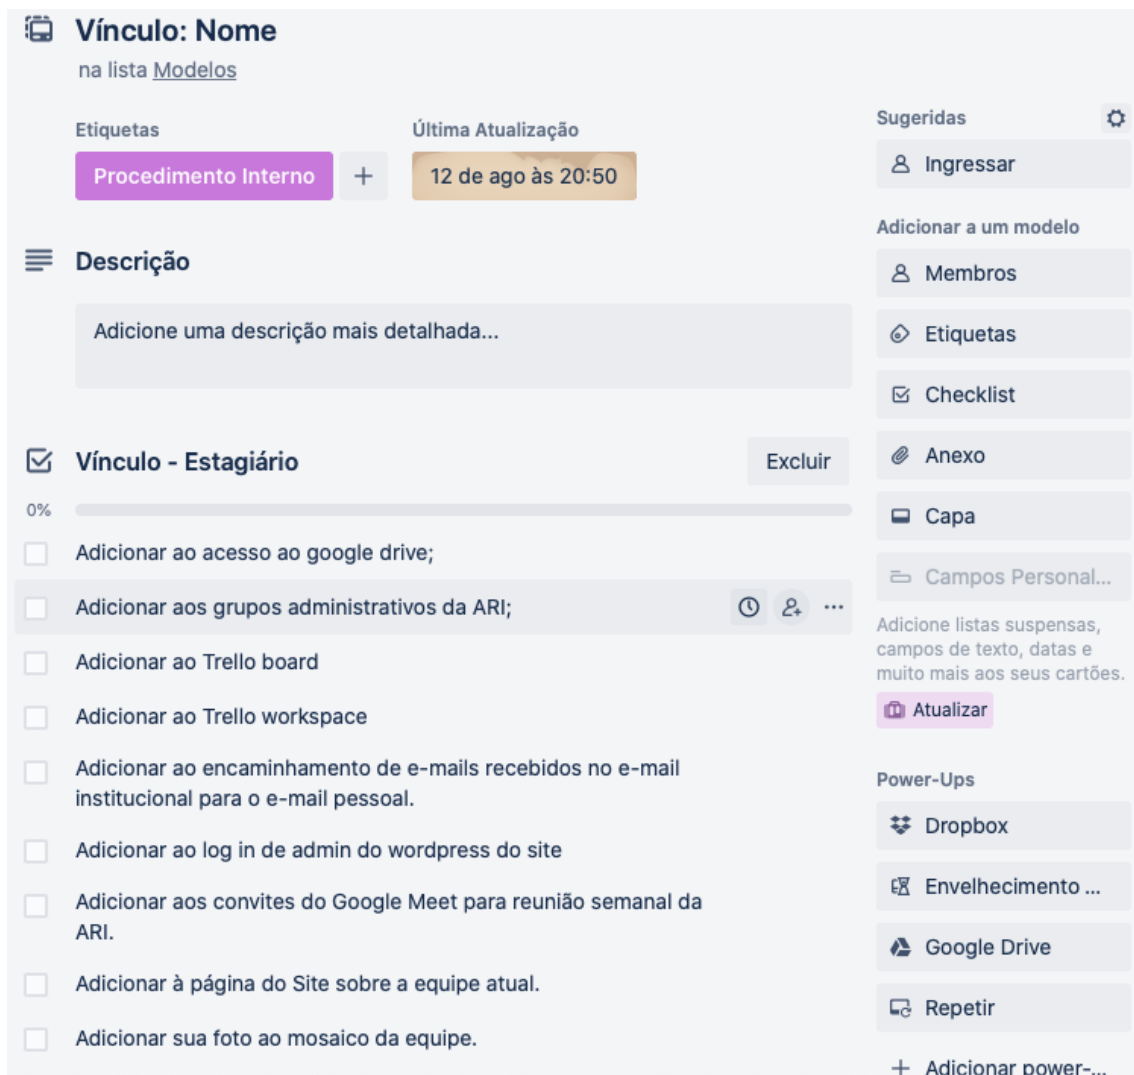 Vínculo: Nome
na lista Modelos
Etiquetas
Última Atualização
Procedimento Interno
+
12 de ago às 20:50
Descrição
Adicione uma descrição mais detalhada...
Vínculo - Estagiário
Excluir
0%
Adicionar ao acesso ao google drive;
Adicionar aos grupos administrativos da ARI;
Adicionar ao Trello board
Adicionar ao Trello workspace
Adicionar ao encaminhamento de e-mails recebidos no e-mail
institucional para o e-mail pessoal.
Adicionar ao log in de admin do wordpress do site
Adicionar aos convites do Google Meet para reunião semanal da
ARI.
Adicionar à página do Site sobre a equipe atual.
Adicionar sua foto ao mosaico da equipe.
Sugeridas
Ingressar
Adicionar a um modelo
Membros
Etiquetas
Checklist
Anexo
Capa
Campos Personal...
Adicione listas suspensas,
campos de texto, datas e
muito mais aos seus cartões.
Atualizar
Power-Ups
Dropbox
Envelhecimento ...
Google Drive
Repetir
+ Adicionar power-...